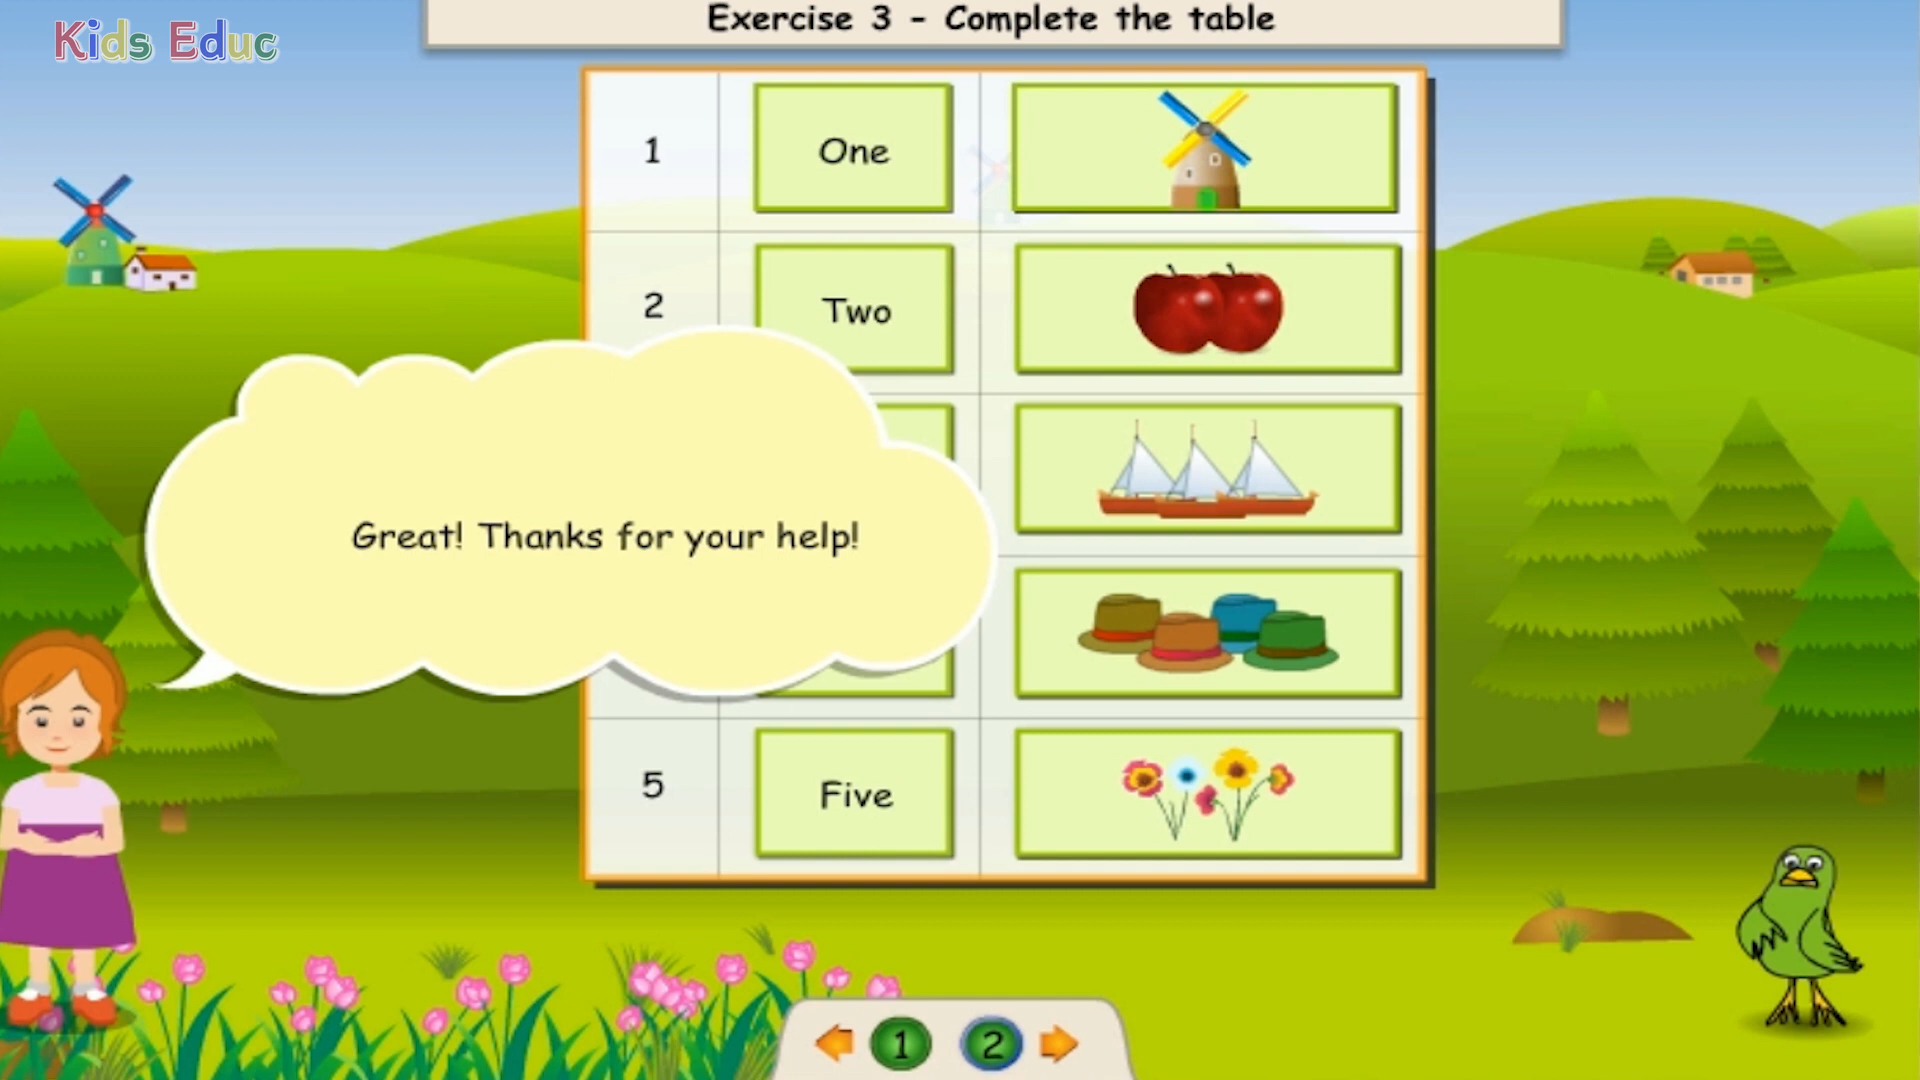 Kids Educ
Exercise 3 - Complete the table
1 One
2 Two
Great! Thanks for your help!
5 Five
1 2